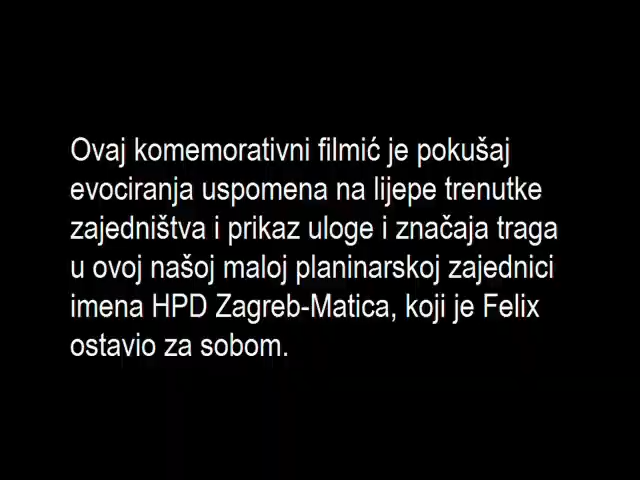 Ovaj komemorativni filmić je pokušaj
evociranja uspomena na lijepe trenutke
zajedništva i prikaz uloge i značaja traga
u ovoj našoj maloj planinarskoj zajednici
imena HPD Zagreb-Matica, koji je Felix
ostavio za sobom.